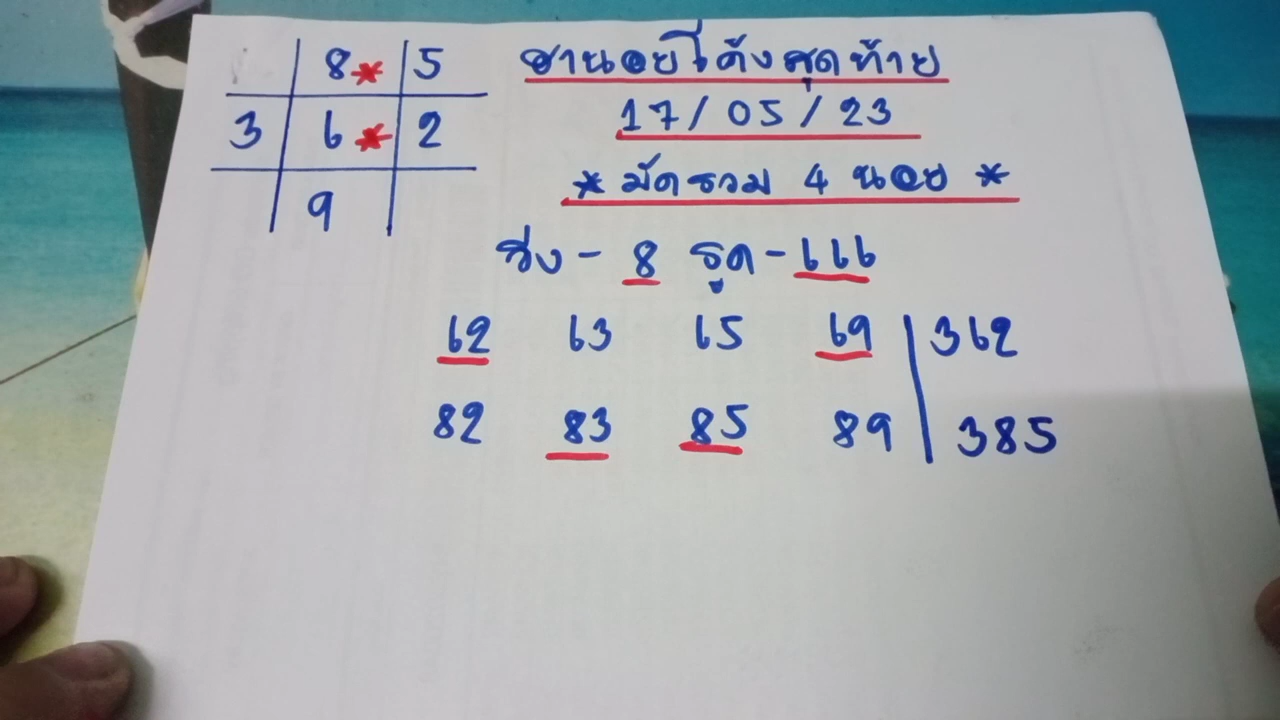 8* 5
3 6* 2
9
ฮานอยโค้งสุดท้าย
17/05/23
* มัดรวม 4 นอย *
วิ่ง - 8 รูด - 666
62 63 65 69 | 362
82 83 85 89 | 385